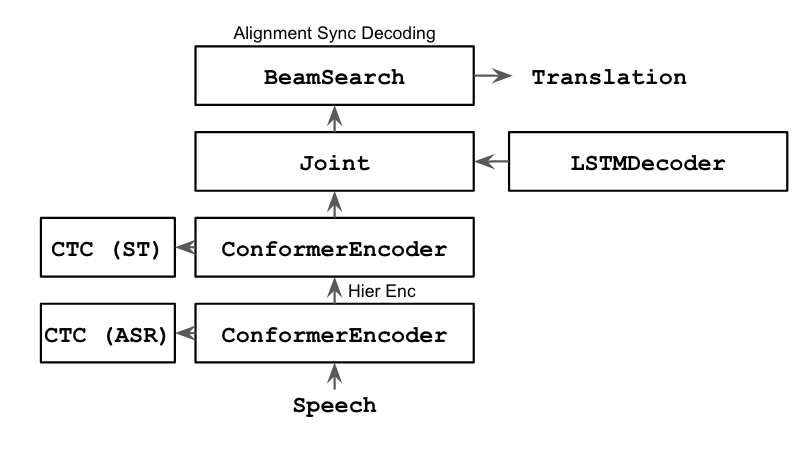 Alignment Sync Decoding
BeamSearch
Translation
Joint
LSTMDecoder
CTC (ST)
ConformerEncoder
Hier Enc
CTC (ASR)
ConformerEncoder
Speech